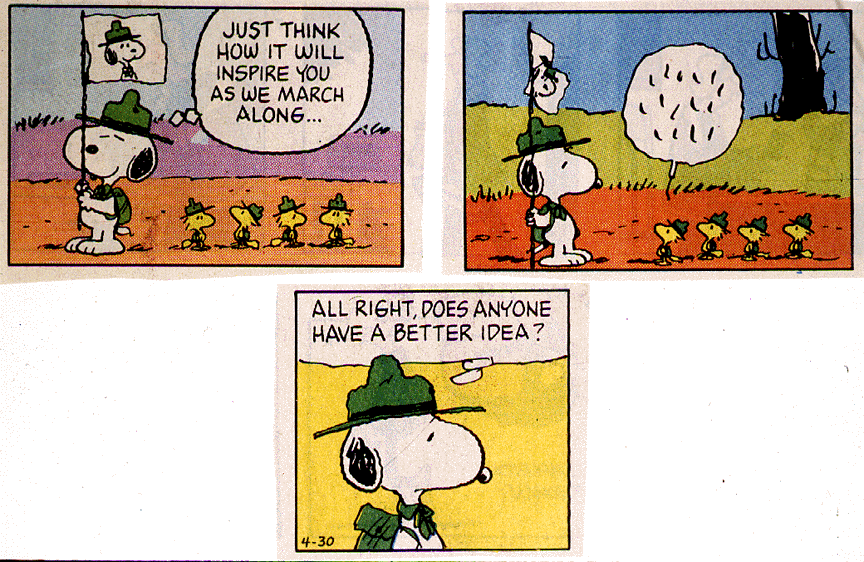 JUST THINK
HOW IT WILL
INSPIRE YOU
AS WE MARCH
ALONG...
ALL RIGHT, DOES ANYONE
HAVE A BETTER IDEA?
4-30